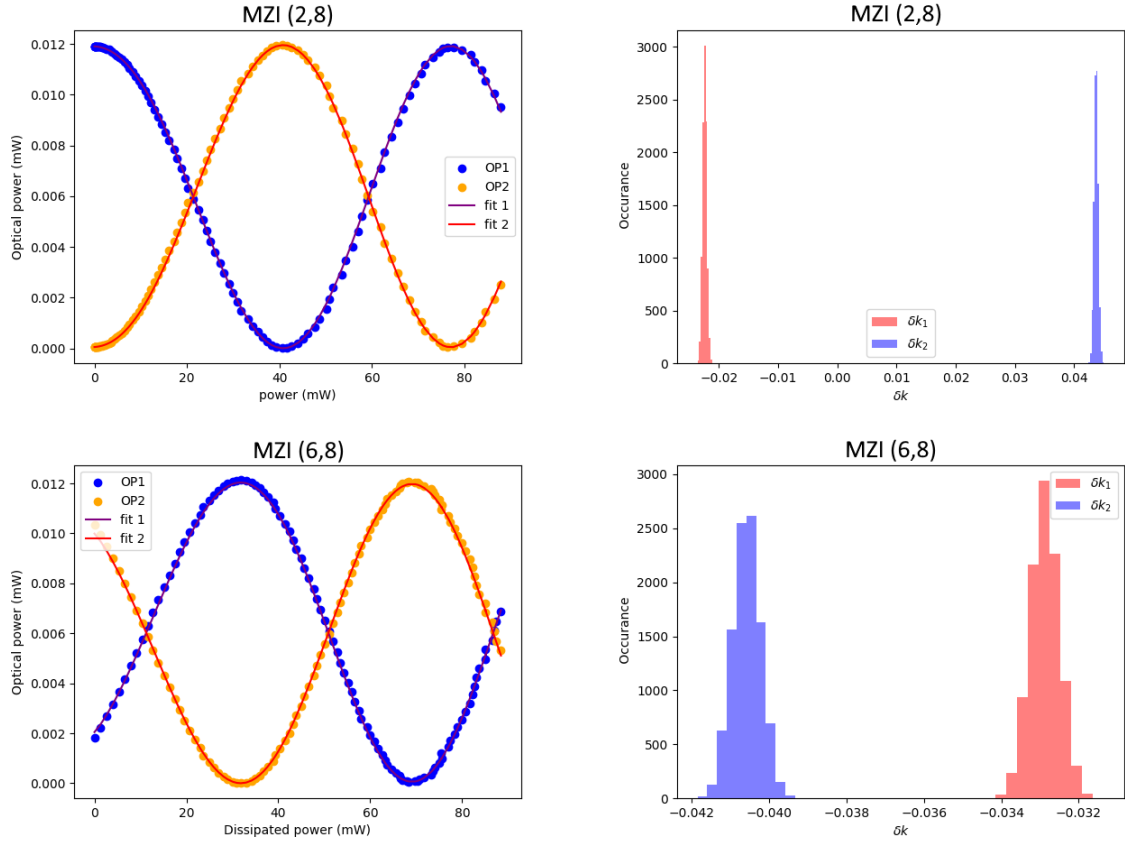 MZI (2,8)
0.012
0.010
0.008
0.006
0.004
0.002
0.000
Optical power (mW)
OP1
OP2
fit 1
fit 2
0 20 40 60 80
power (mW)
MZI (2,8)
3000
2500
2000
1500
1000
500
0
Occurance
δk₁
δk₂
−0.02 −0.01 0.00 0.01 0.02 0.03 0.04
δk
MZI (6,8)
0.012
0.010
0.008
0.006
0.004
0.002
0.000
Optical power (mW)
OP1
OP2
fit 1
fit 2
0 20 40 60 80
Dissipated power (mW)
MZI (6,8)
3000
2500
2000
1500
1000
500
0
Occurance
δk₁
δk₂
−0.042 −0.040 −0.038 −0.036 −0.034 −0.032
δk